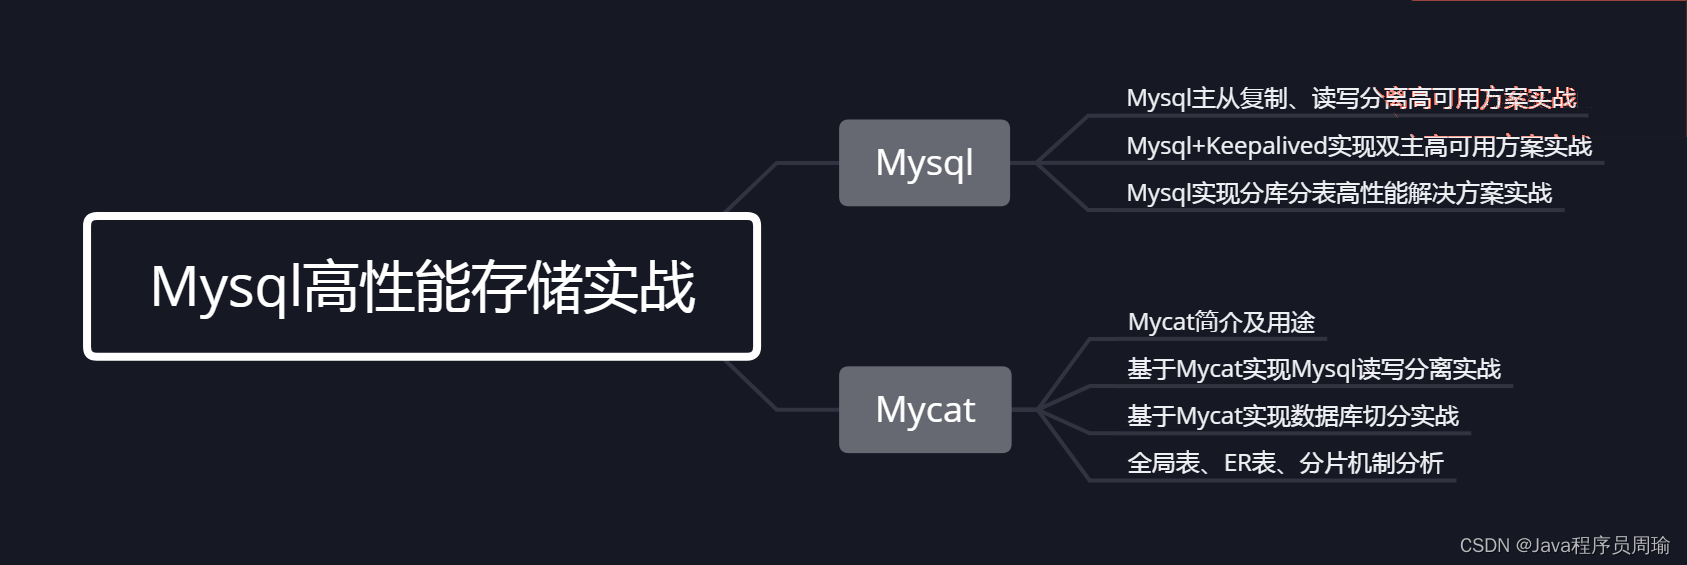 Mysql高性能存储实战
Mysql
Mysql主从复制、读写分离高可用方案实战
Mysql+Keepalived实现双主高可用方案实战
Mysql实现分库分表高性能解决方案实战
Mycat
Mycat简介及用途
基于Mycat实现Mysql读写分离实战
基于Mycat实现数据库切分实战
全局表、ER表、分片机制分析
CSDN @Java程序员周瑜